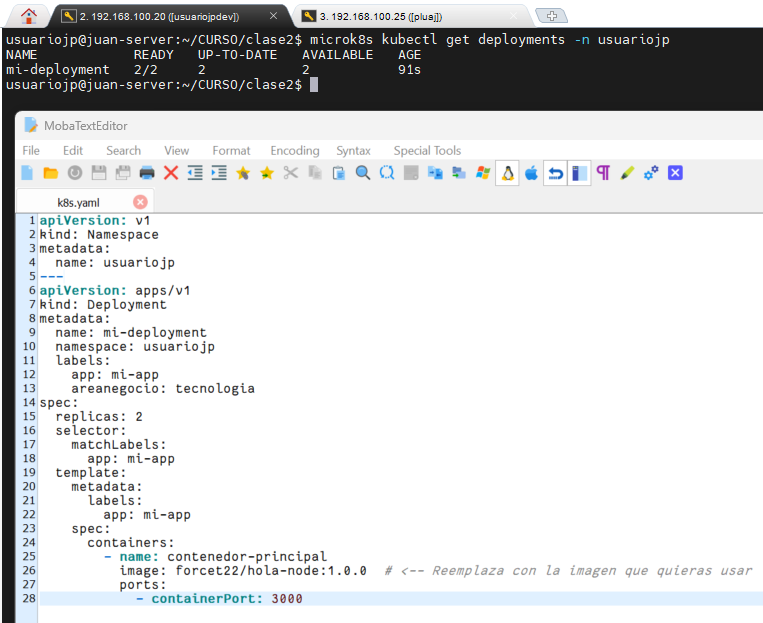 2. 192.168.100.20 ([usuariojpdev])
3. 192.168.100.25 ([pluaj])
usuariojp@juan-server:~/CURSO/clase2$ microk8s kubectl get deployments -n usuariojp
NAME READY UP-TO-DATE AVAILABLE AGE
mi-deployment 2/2 2 2 91s
usuariojp@juan-server:~/CURSO/clase2$
MobaTextEditor
File Edit Search View Format Encoding Syntax Special Tools
k8s.yaml
1 apiVersion: v1
2 kind: Namespace
3 metadata:
4 name: usuariojp
5 ---
6 apiVersion: apps/v1
7 kind: Deployment
8 metadata:
9 name: mi-deployment
10 namespace: usuariojp
11 labels:
12 app: mi-app
13 areanegocio: tecnologia
14 spec:
15 replicas: 2
16 selector:
17 matchLabels:
18 app: mi-app
19 template:
20 metadata:
21 labels:
22 app: mi-app
23 spec:
24 containers:
25 - name: contenedor-principal
26 image: forcet22/hola-node:1.0.0 # <-- Reemplaza con la imagen que quieras usar
27 ports:
28 - containerPort: 3000